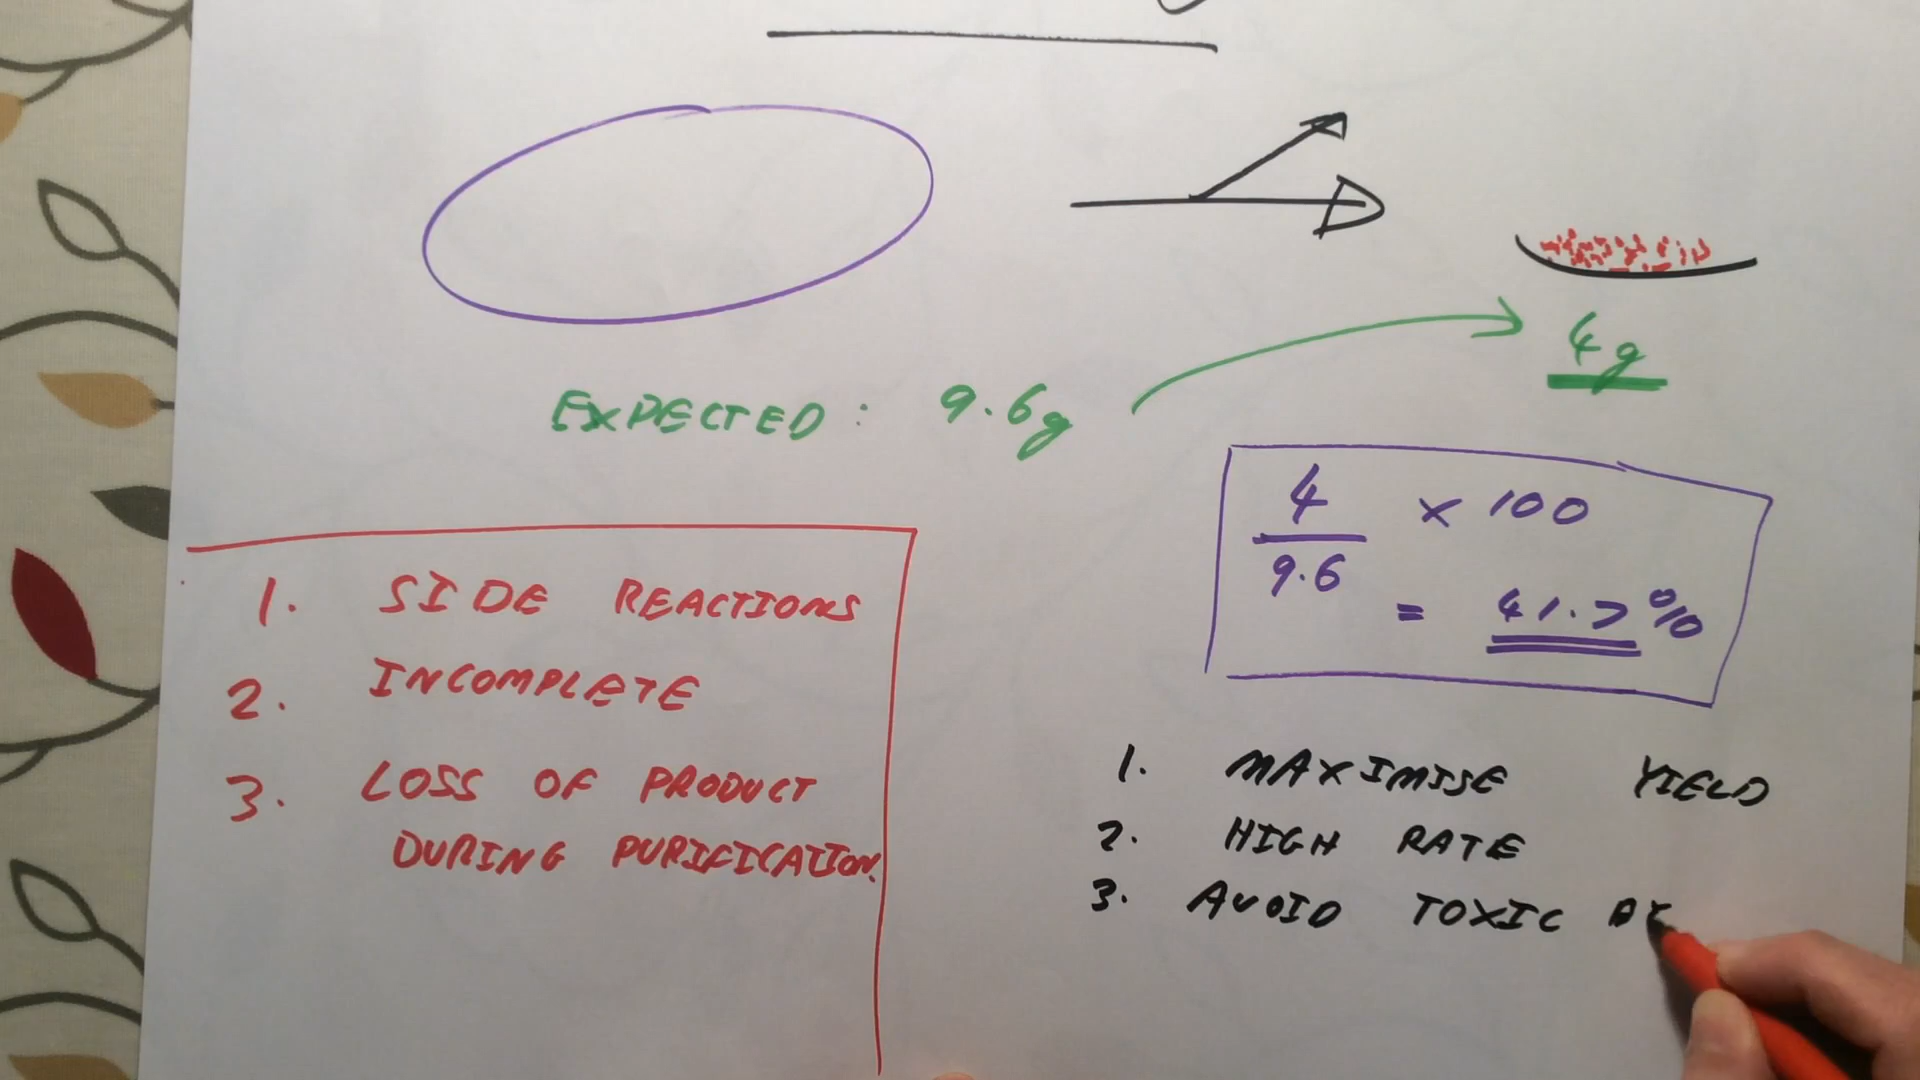 4g
EXPECTED: 9.6g
4
9.6
× 100
= 41.7%
1. SIDE REACTIONS
2. INCOMPLETE
3. LOSS OF PRODUCT
DURING PURIFICATION.
1. MAXIMISE YIELD
2. HIGH RATE
3. AVOID TOXIC